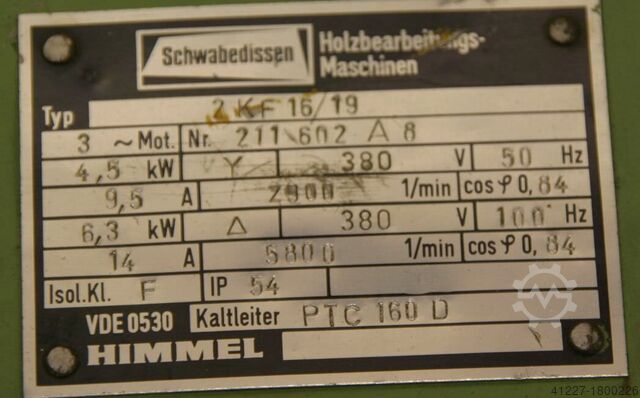 Schwabedissen
Holzbearbeitungs-
Maschinen
Typ 2 KF 16/19
3 ~ Mot. Nr. 211 602 A 8
4,5 kW Y 380 V 50 Hz
9,5 A 2900 1/min cos φ 0,84
6,3 kW Δ 380 V 100 Hz
14 A 5800 1/min cos φ 0,84
Isol.Kl. F IP 54
VDE 0530 Kaltleiter PTC 160 D
HIMMEL
41227-1800226